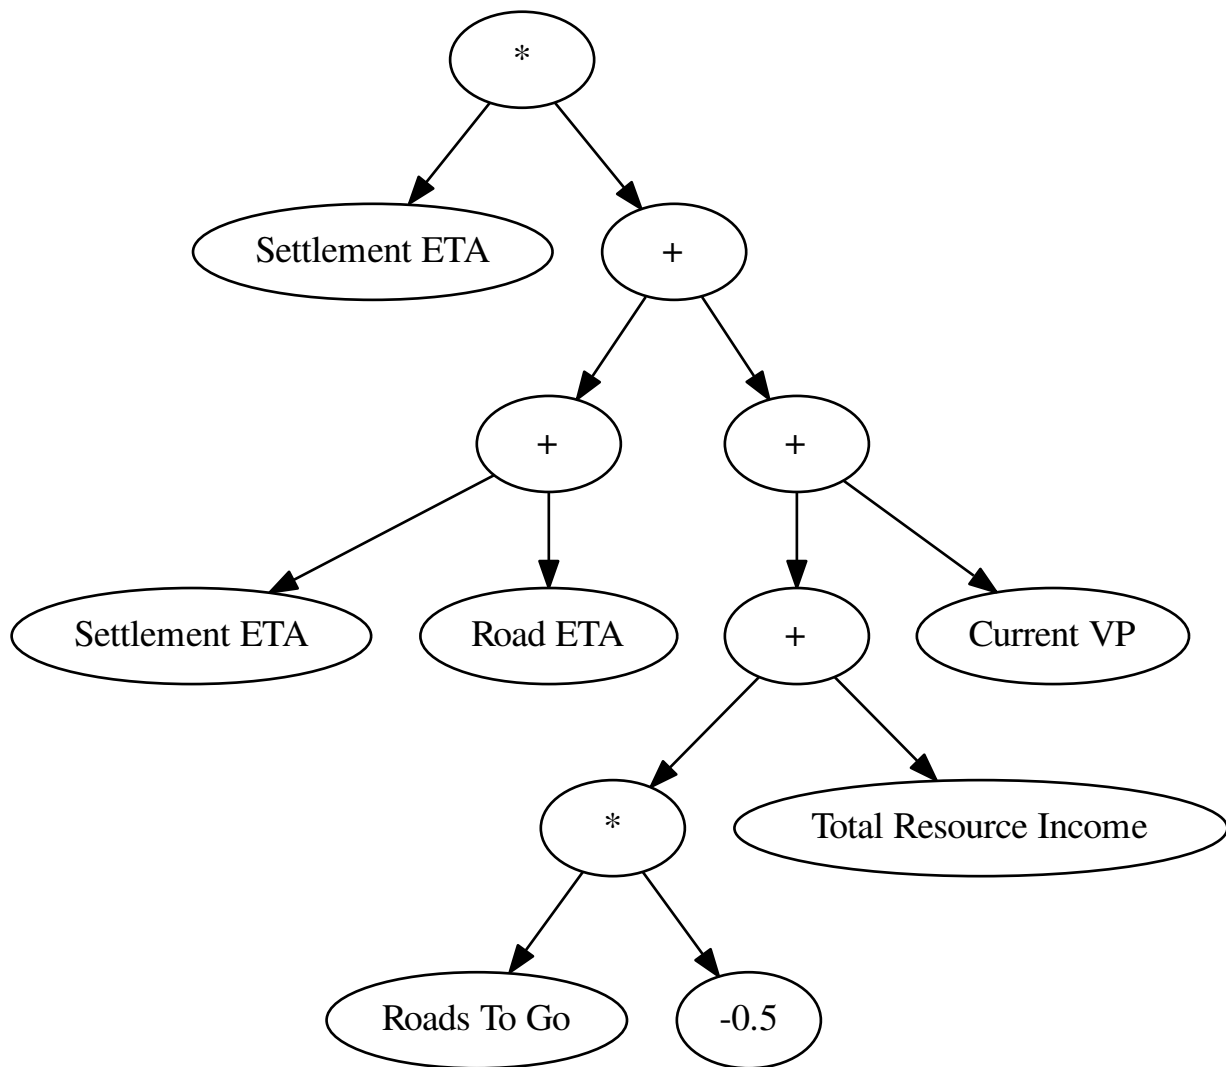 *
Settlement ETA
+
+
+
Settlement ETA
Road ETA
+
Current VP
*
Total Resource Income
Roads To Go
-0.5